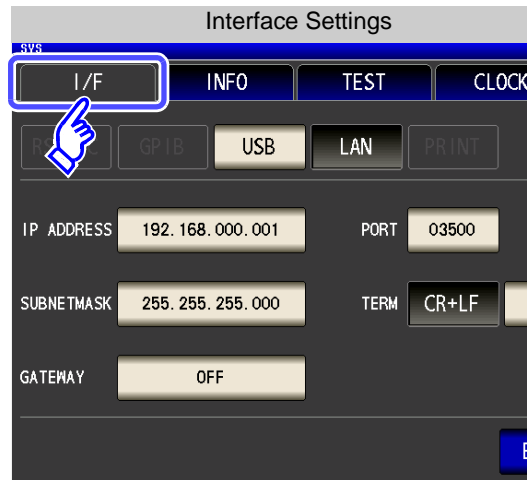 Interface Settings
SYS
I/F INFO TEST CLOCK
GPIB USB LAN PRINT
IP ADDRESS 192.168.000.001 PORT 03500
SUBNETMASK 255.255.255.000 TERM CR+LF
GATEWAY OFF